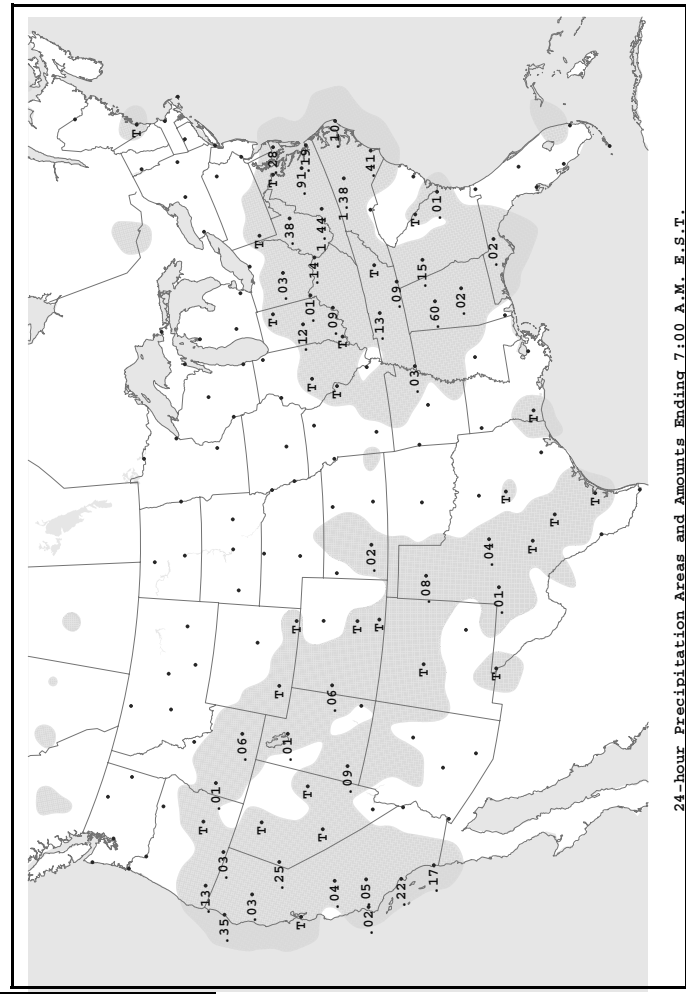 T
.13 T .01
.35 .03
.06
.03
T T T .28
.25 T .03
.01 .38
T T .12 .91 .19
T T .01 .14
T 1.44
.04 .06 T .09 .10
T 1.38
.09 T
.02 .05 .02 T .41
T .13
.22 .09
.03 T
T .08 .15
.17 .60 .01
.02
.04 .02
T .01
T
T T
T
T
24-hour Precipitation Areas and Amounts Ending 7:00 A.M. E.S.T.